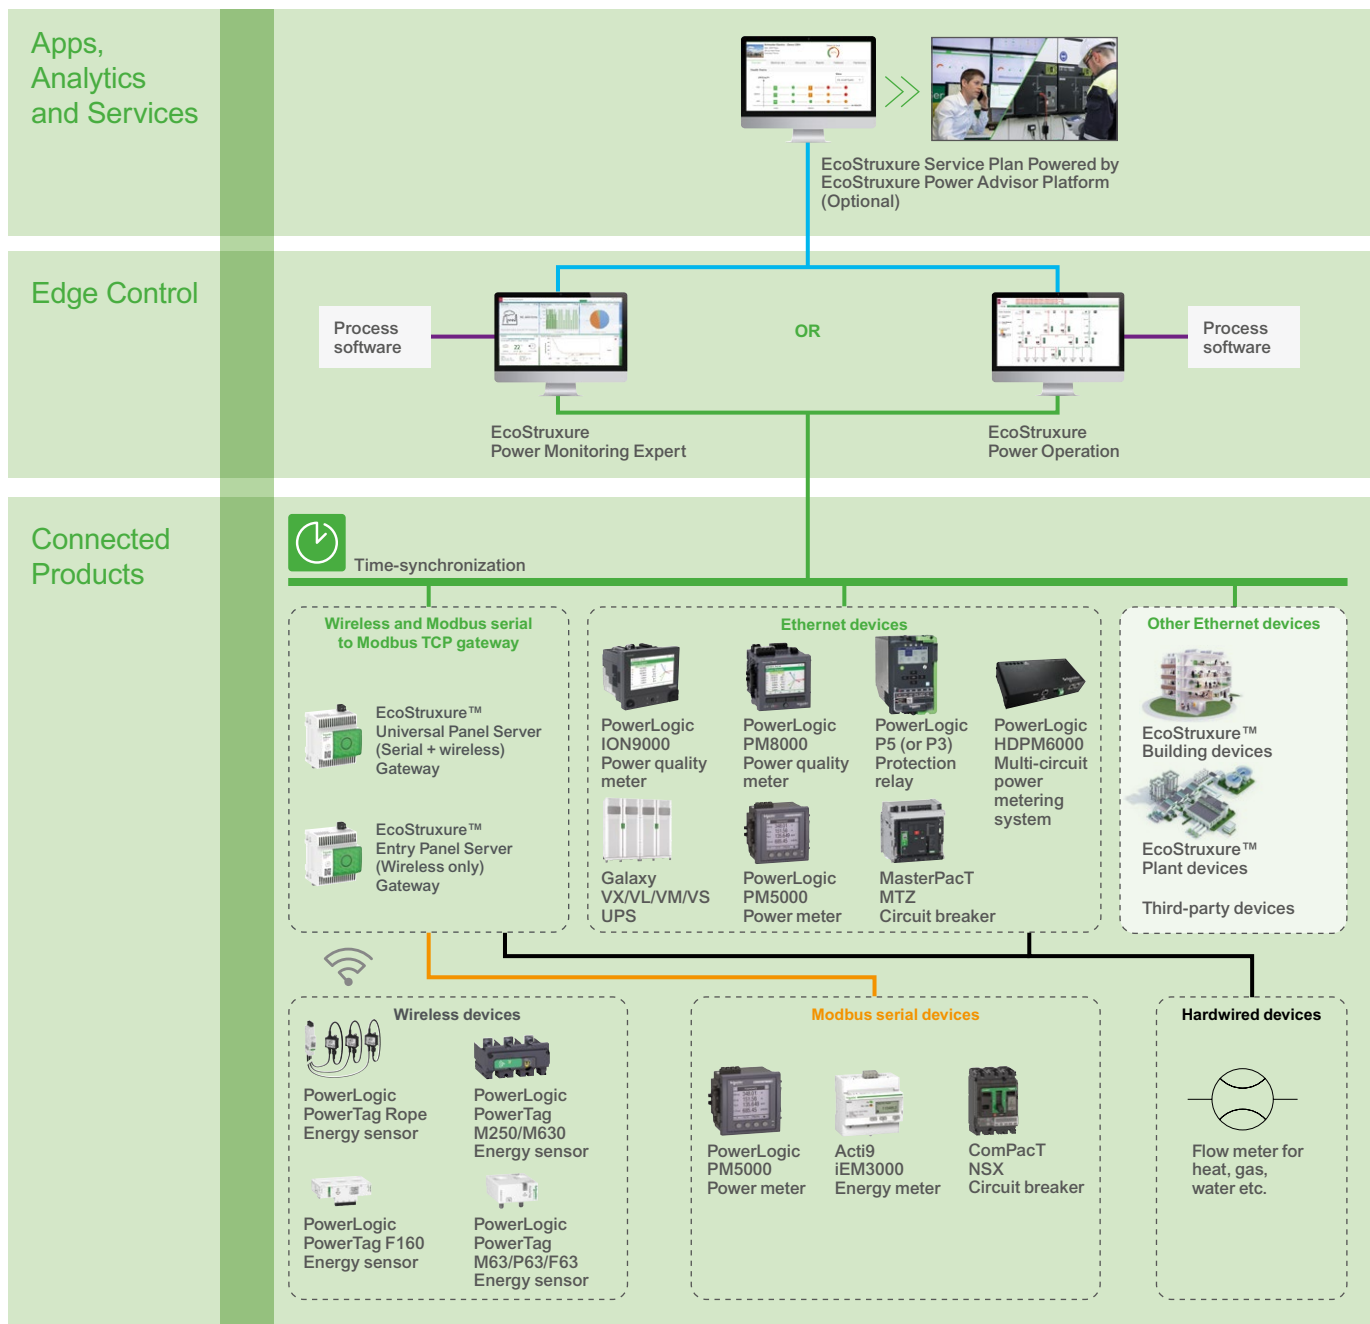 Apps,
Analytics
and Services
EcoStruxure Service Plan Powered by
EcoStruxure Power Advisor Platform
(Optional)
Edge Control
Process
software
OR
Process
software
EcoStruxure
Power Monitoring Expert
EcoStruxure
Power Operation
Connected
Products
Time-synchronization
Wireless and Modbus serial
to Modbus TCP gateway
EcoStruxure™
Universal Panel Server
(Serial + wireless)
Gateway
EcoStruxure™
Entry Panel Server
(Wireless only)
Gateway
Ethernet devices
PowerLogic
ION9000
Power quality
meter
PowerLogic
PM8000
Power quality
meter
PowerLogic
P5 (or P3)
Protection
relay
PowerLogic
HDPM6000
Multi-circuit
power
metering
system
Galaxy
VX/VL/VM/VS
UPS
PowerLogic
PM5000
Power meter
MasterPacT
MTZ
Circuit breaker
Other Ethernet devices
EcoStruxure™
Building devices
EcoStruxure™
Plant devices
Third-party devices
Wireless devices
PowerLogic
PowerTag Rope
Energy sensor
PowerLogic
PowerTag
M250/M630
Energy sensor
PowerLogic
PowerTag F160
Energy sensor
PowerLogic
PowerTag
M63/P63/F63
Energy sensor
Modbus serial devices
PowerLogic
PM5000
Power meter
Acti9
iEM3000
Energy meter
ComPacT
NSX
Circuit breaker
Hardwired devices
Flow meter for
heat, gas,
water etc.